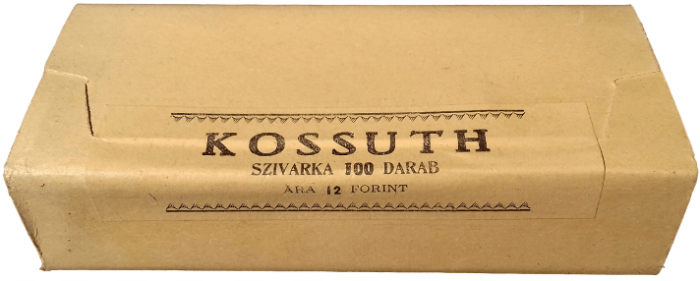 KOSSUTH
SZIVARKA 100 DARAB
ÁRA 12 FORINT